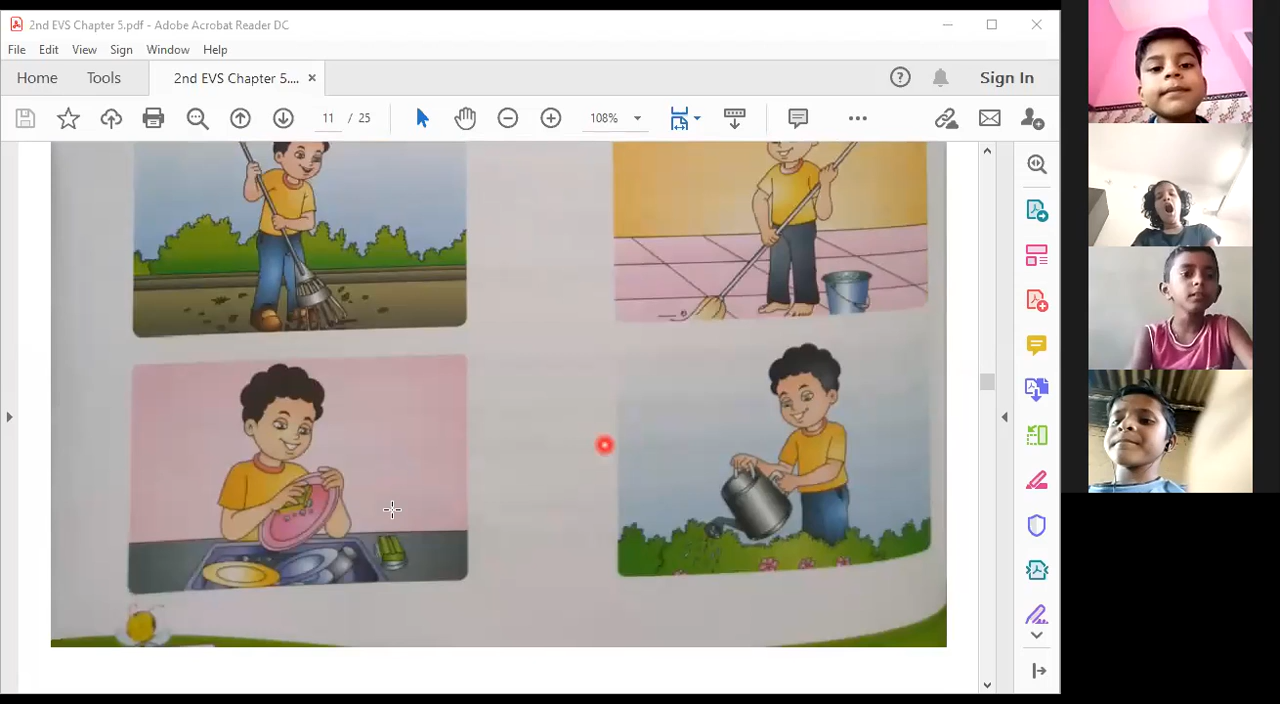 2nd EVS Chapter 5.pdf - Adobe Acrobat Reader DC
File Edit View Sign Window Help
Home Tools 2nd EVS Chapter 5.... × Sign In
11 / 25 108%